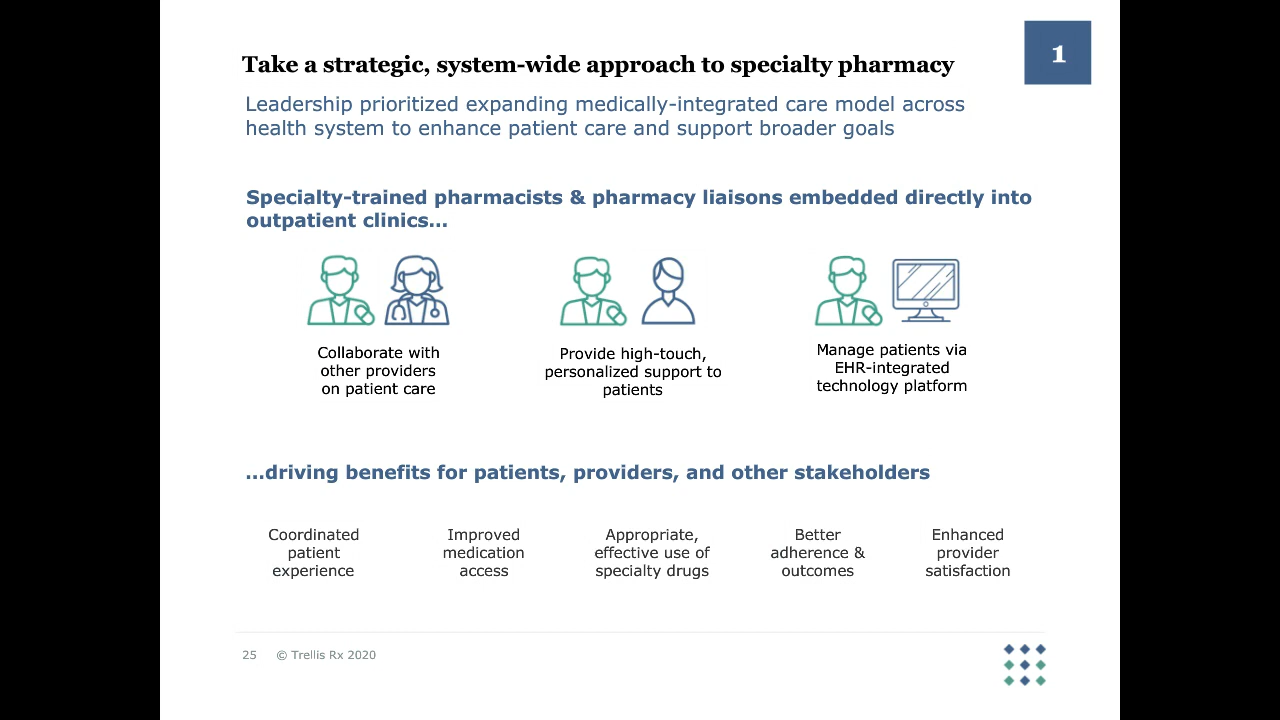 1
Take a strategic, system-wide approach to specialty pharmacy
Leadership prioritized expanding medically-integrated care model across
health system to enhance patient care and support broader goals
Specialty-trained pharmacists & pharmacy liaisons embedded directly into
outpatient clinics…
Collaborate with
other providers
on patient care
Provide high-touch,
personalized support to
patients
Manage patients via
EHR-integrated
technology platform
…driving benefits for patients, providers, and other stakeholders
Coordinated
patient
experience
Improved
medication
access
Appropriate,
effective use of
specialty drugs
Better
adherence &
outcomes
Enhanced
provider
satisfaction
25 © Trellis Rx 2020